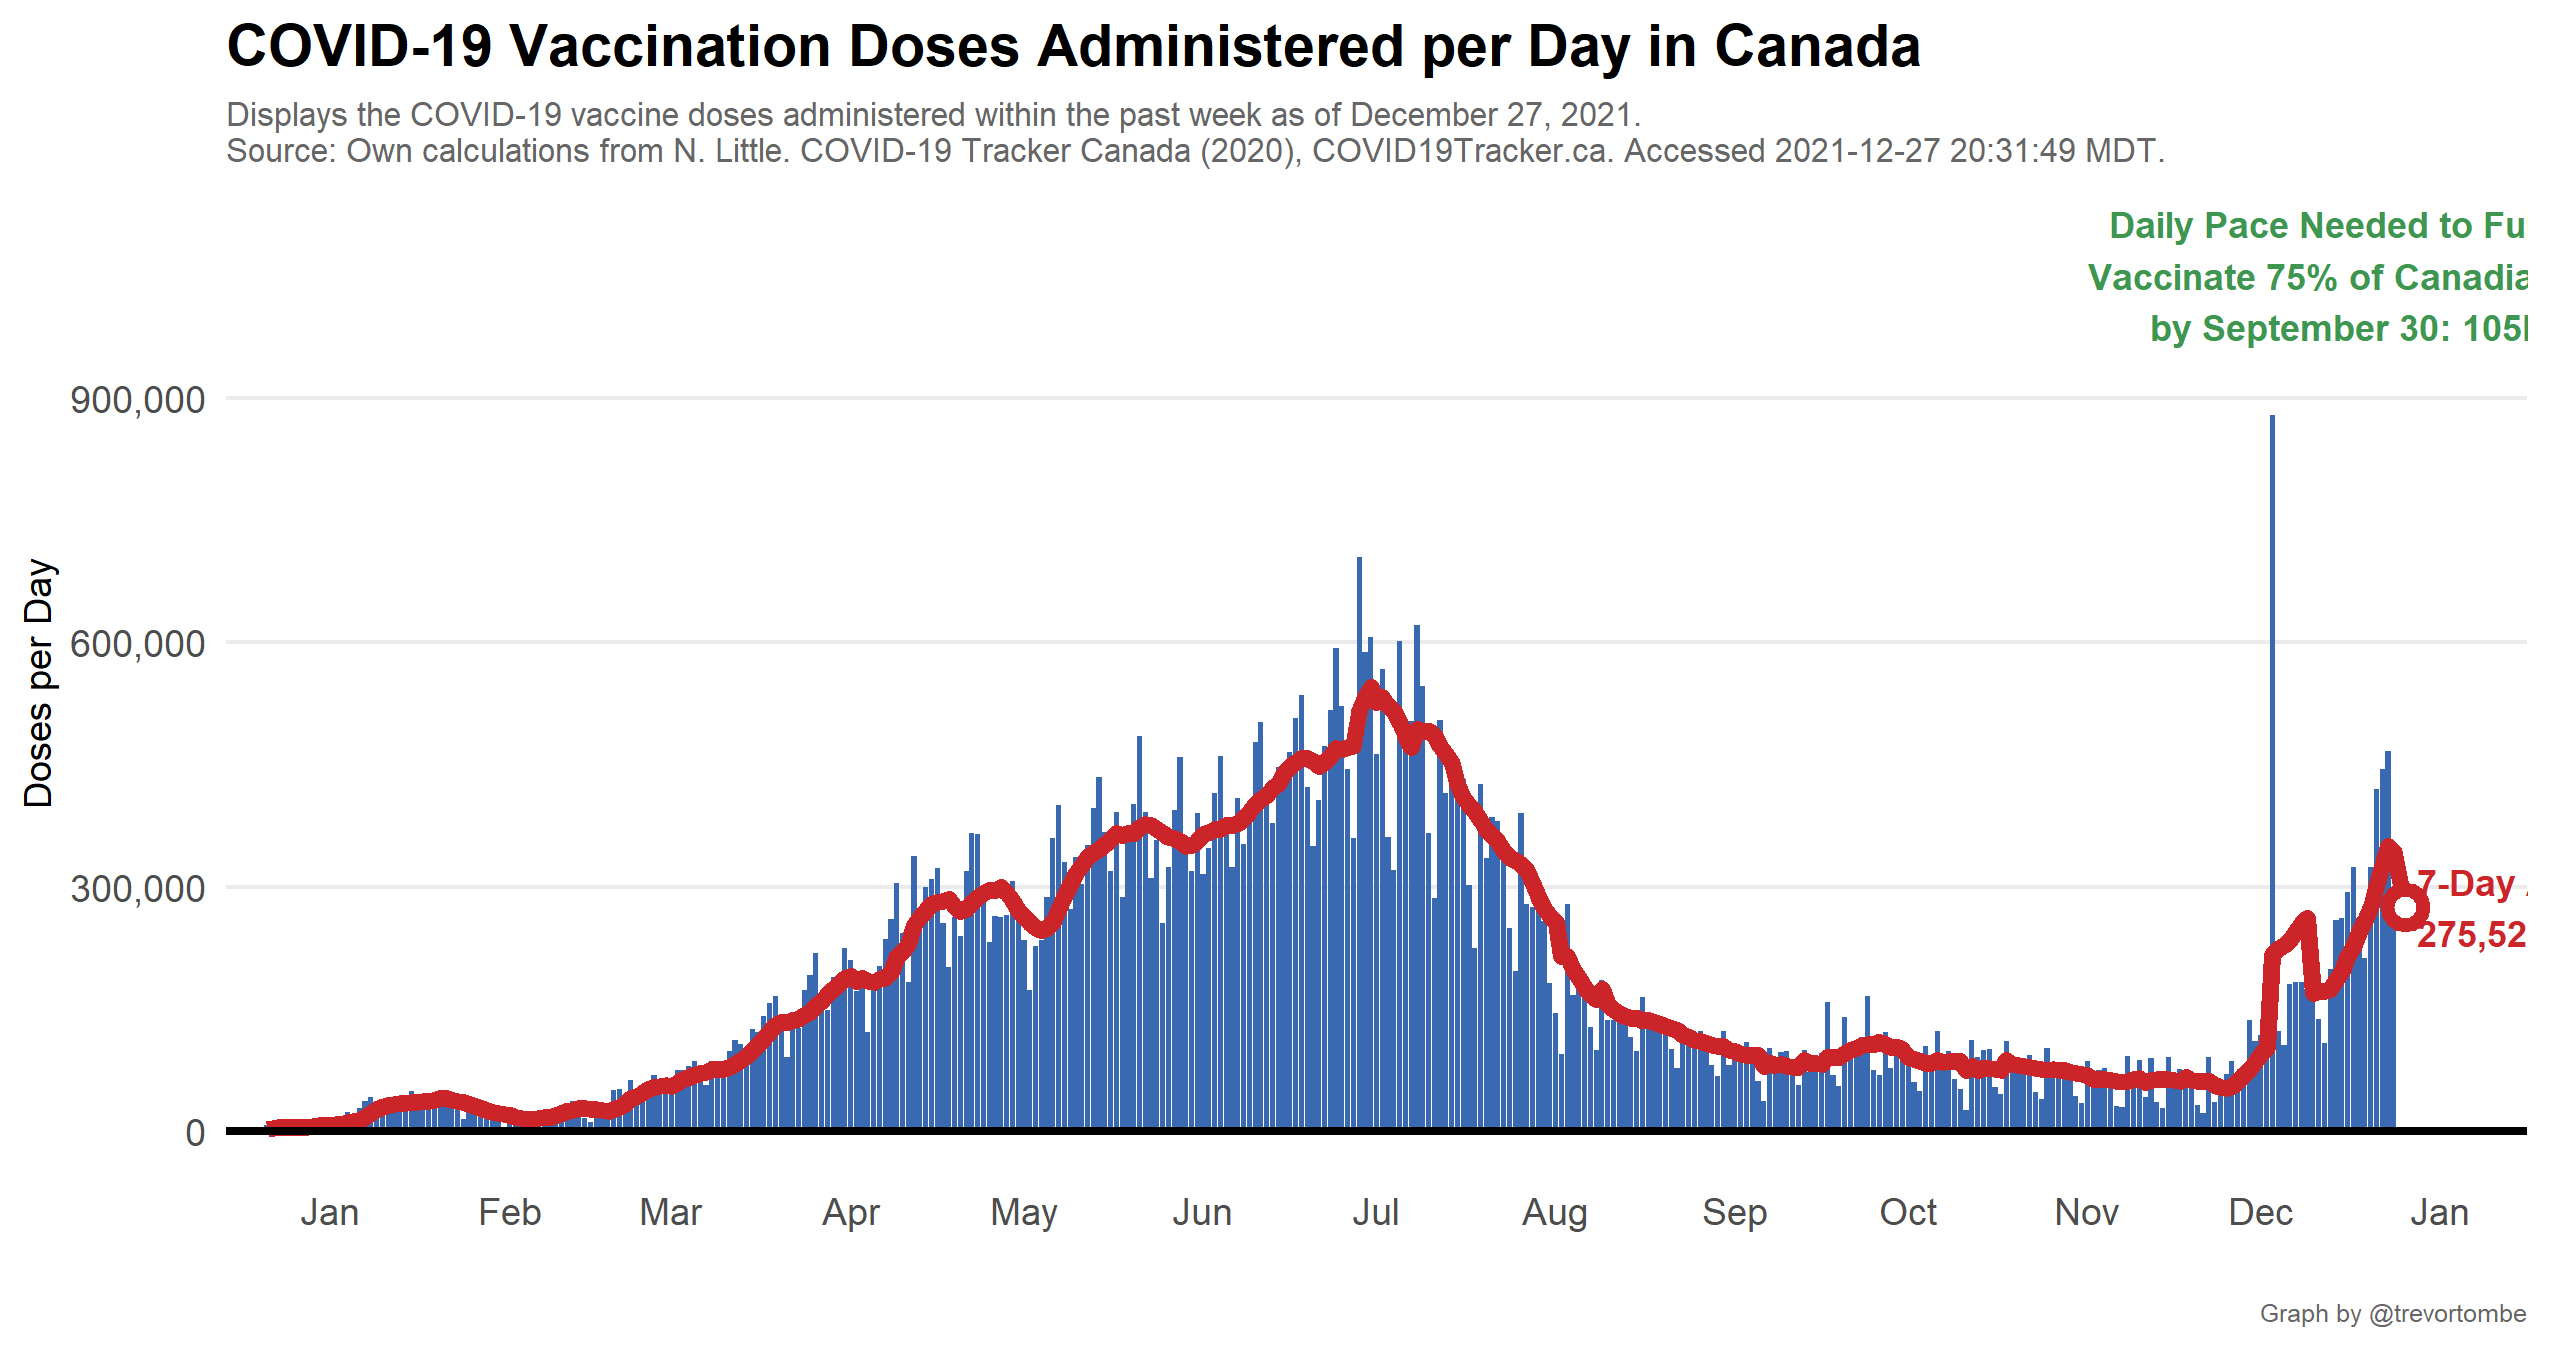 COVID-19 Vaccination Doses Administered per Day in Canada
Displays the COVID-19 vaccine doses administered within the past week as of December 27, 2021.
Source: Own calculations from N. Little. COVID-19 Tracker Canada (2020), COVID19Tracker.ca. Accessed 2021-12-27 20:31:49 MDT.
Daily Pace Needed to Fu
Vaccinate 75% of Canadia
by September 30: 105
900,000
600,000
300,000
0
Doses per Day
7-Day
275,52
Jan Feb Mar Apr May Jun Jul Aug Sep Oct Nov Dec Jan
Graph by @trevortombe